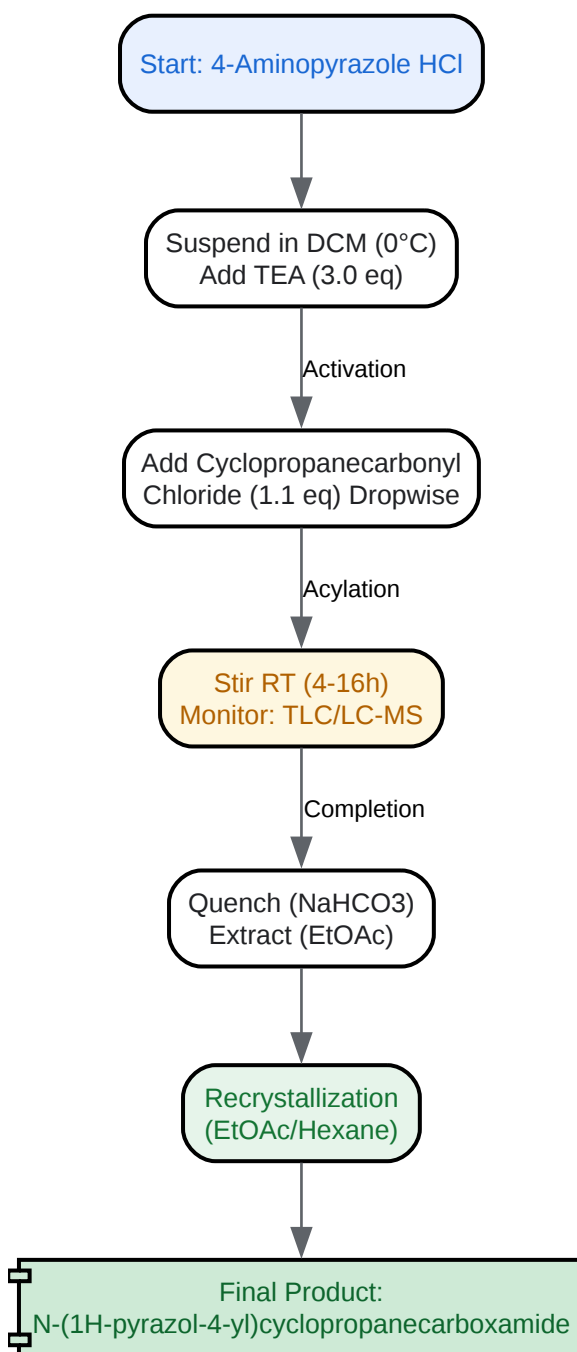 Start: 4-Aminopyrazole HCl
Suspend in DCM (0°C)
Add TEA (3.0 eq)
Activation
Add Cyclopropanecarbonyl
Chloride (1.1 eq) Dropwise
Acylation
Stir RT (4-16h)
Monitor: TLC/LC-MS
Completion
Quench (NaHCO3)
Extract (EtOAc)
Recrystallization
(EtOAc/Hexane)
Final Product:
N-(1H-pyrazol-4-yl)cyclopropanecarboxamide